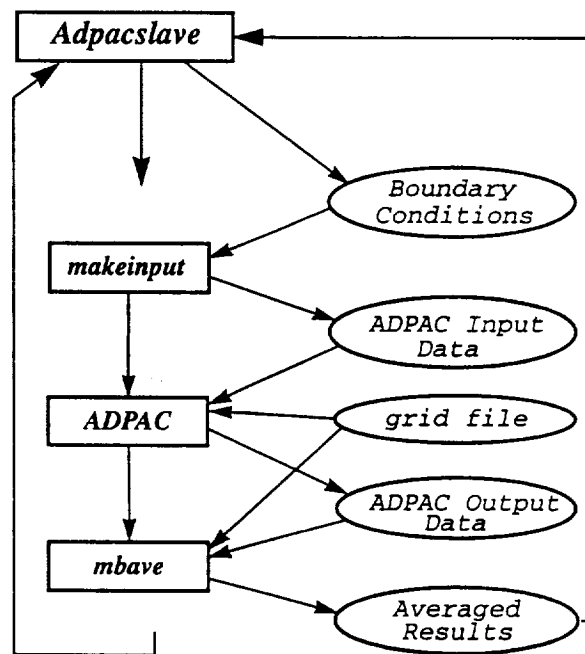 Adpacslave
Boundary
Conditions
makeinput
ADPAC Input
Data
ADPAC
grid file
ADPAC Output
Data
mbave
Averaged
Results